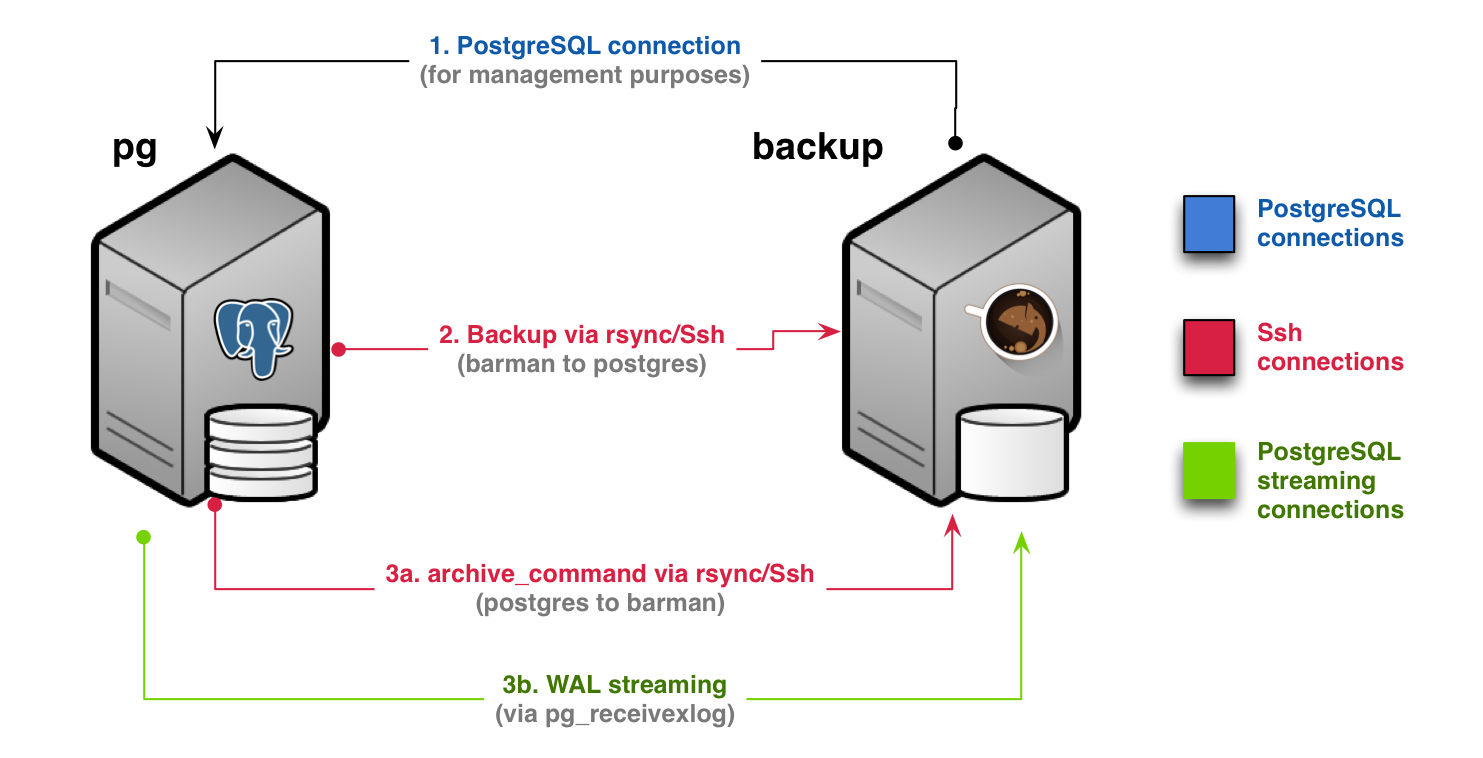 1. PostgreSQL connection
(for management purposes)
pg
backup
PostgreSQL
connections
2. Backup via rsync/Ssh
(barman to postgres)
Ssh
connections
PostgreSQL
streaming
connections
3a. archive_command via rsync/Ssh
(postgres to barman)
3b. WAL streaming
(via pg_receivexlog)